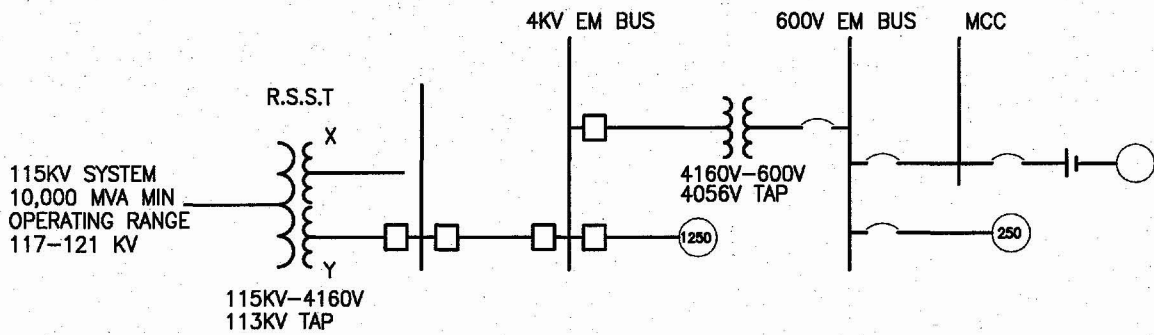 4KV EM BUS
600V EM BUS
MCC
R.S.S.T
X
115KV SYSTEM
10,000 MVA MIN
OPERATING RANGE
117-121 KV
4160V-600V
4056V TAP
1250
250
Y
115KV-4160V
113KV TAP